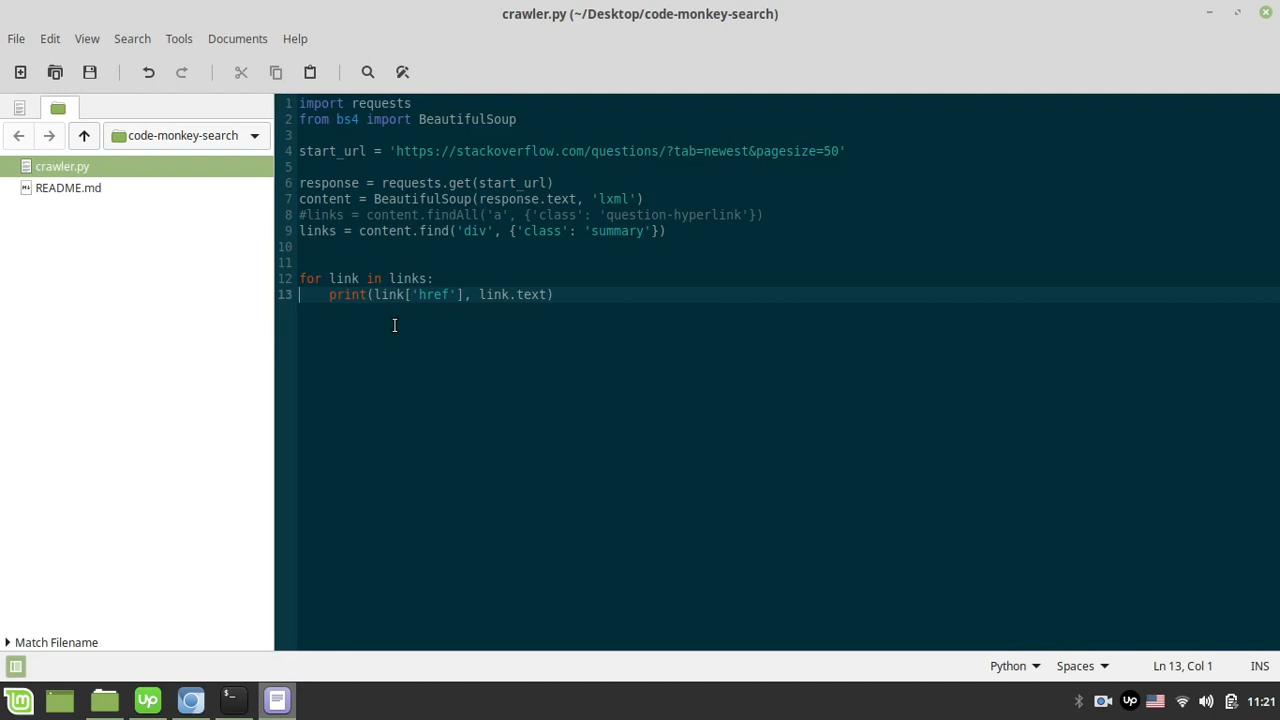 crawler.py (~/Desktop/code-monkey-search)
File Edit View Search Tools Documents Help
code-monkey-search
crawler.py
README.md
1 import requests
2 from bs4 import BeautifulSoup
3
4 start_url = 'https://stackoverflow.com/questions/?tab=newest&pagesize=50'
5
6 response = requests.get(start_url)
7 content = BeautifulSoup(response.text, 'lxml')
8 #links = content.findAll('a', {'class': 'question-hyperlink'})
9 links = content.find('div', {'class': 'summary'})
10
11
12 for link in links:
13     print(link['href'], link.text)
Match Filename
Python Spaces Ln 13, Col 1 INS
up Up 11:21